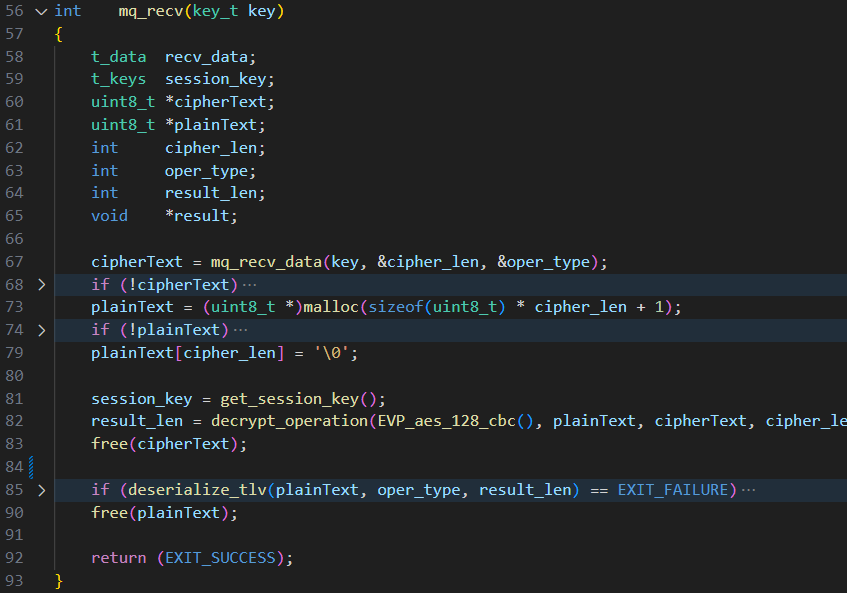 56 int mq_recv(key_t key)
57 {
58 t_data recv_data;
59 t_keys session_key;
60 uint8_t *cipherText;
61 uint8_t *plainText;
62 int cipher_len;
63 int oper_type;
64 int result_len;
65 void *result;
66
67 cipherText = mq_recv_data(key, &cipher_len, &oper_type);
68 if (!cipherText)···
73 plainText = (uint8_t *)malloc(sizeof(uint8_t) * cipher_len + 1);
74 if (!plainText)···
79 plainText[cipher_len] = '\0';
80
81 session_key = get_session_key();
82 result_len = decrypt_operation(EVP_aes_128_cbc(), plainText, cipherText, cipher_le
83 free(cipherText);
84
85 if (deserialize_tlv(plainText, oper_type, result_len) == EXIT_FAILURE)···
90 free(plainText);
91
92 return (EXIT_SUCCESS);
93 }